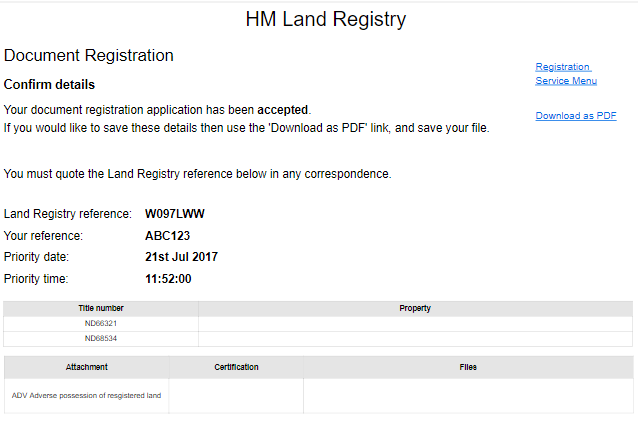 HM Land Registry
Document Registration
Confirm details
Registration
Service Menu
Your document registration application has been accepted.
If you would like to save these details then use the 'Download as PDF' link, and save your file.
Download as PDF
You must quote the Land Registry reference below in any correspondence.
Land Registry reference: W097LWW
Your reference: ABC123
Priority date: 21st Jul 2017
Priority time: 11:52:00
Title number Property
ND66321
ND68534
Attachment Certification Files
ADV Adverse possession of resgistered land